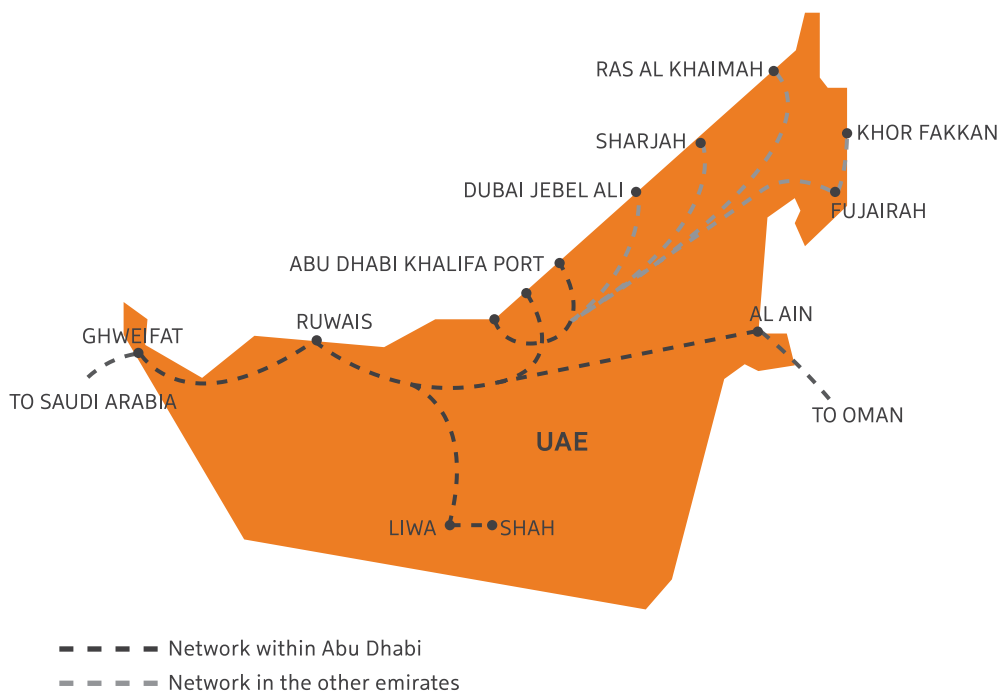 RAS AL KHAIMAH
KHOR FAKKAN
SHARJAH
DUBAI JEBEL ALI
FUJAIRAH
ABU DHABI KHALIFA PORT
AL AIN
RUWAIS
GHWEIFAT
TO SAUDI ARABIA
TO OMAN
UAE
LIWA
SHAH
Network within Abu Dhabi
Network in the other emirates